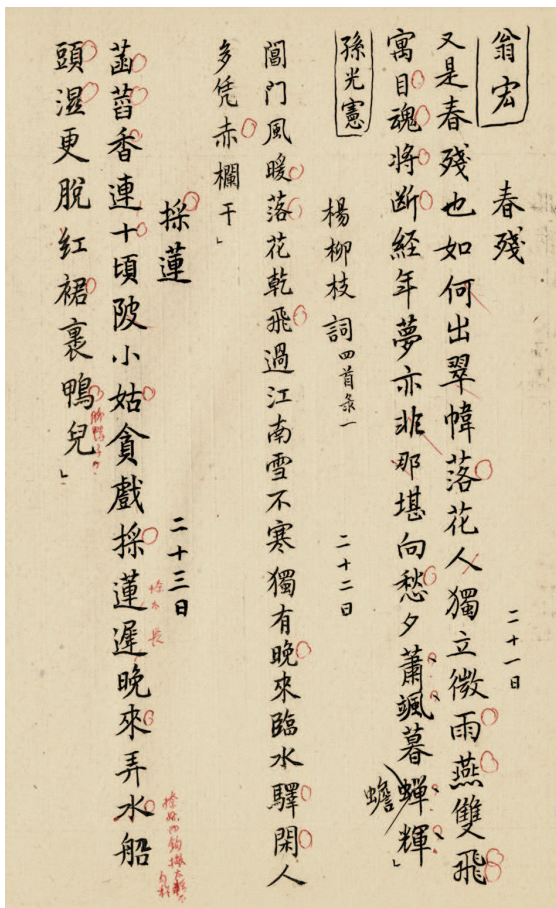 翁宏
春殘
二十一日
又是春殘也如何出翠幃落花人獨立微雨燕雙飛
寓目魂將断経年夢亦非那堪向愁夕蕭颯暮蝉輝
蟾
孫光憲
楊柳枝詞四首录一
二十二日
閶門風暖落花乾飛過江南雪不寒獨有晚來臨水驛閑人
多凭赤欄干
採蓮
二十三日
菡萏香連十頃陂小姑貪戲採蓮遲晚來弄水船
頭濕更脫紅裙裹鴨兒